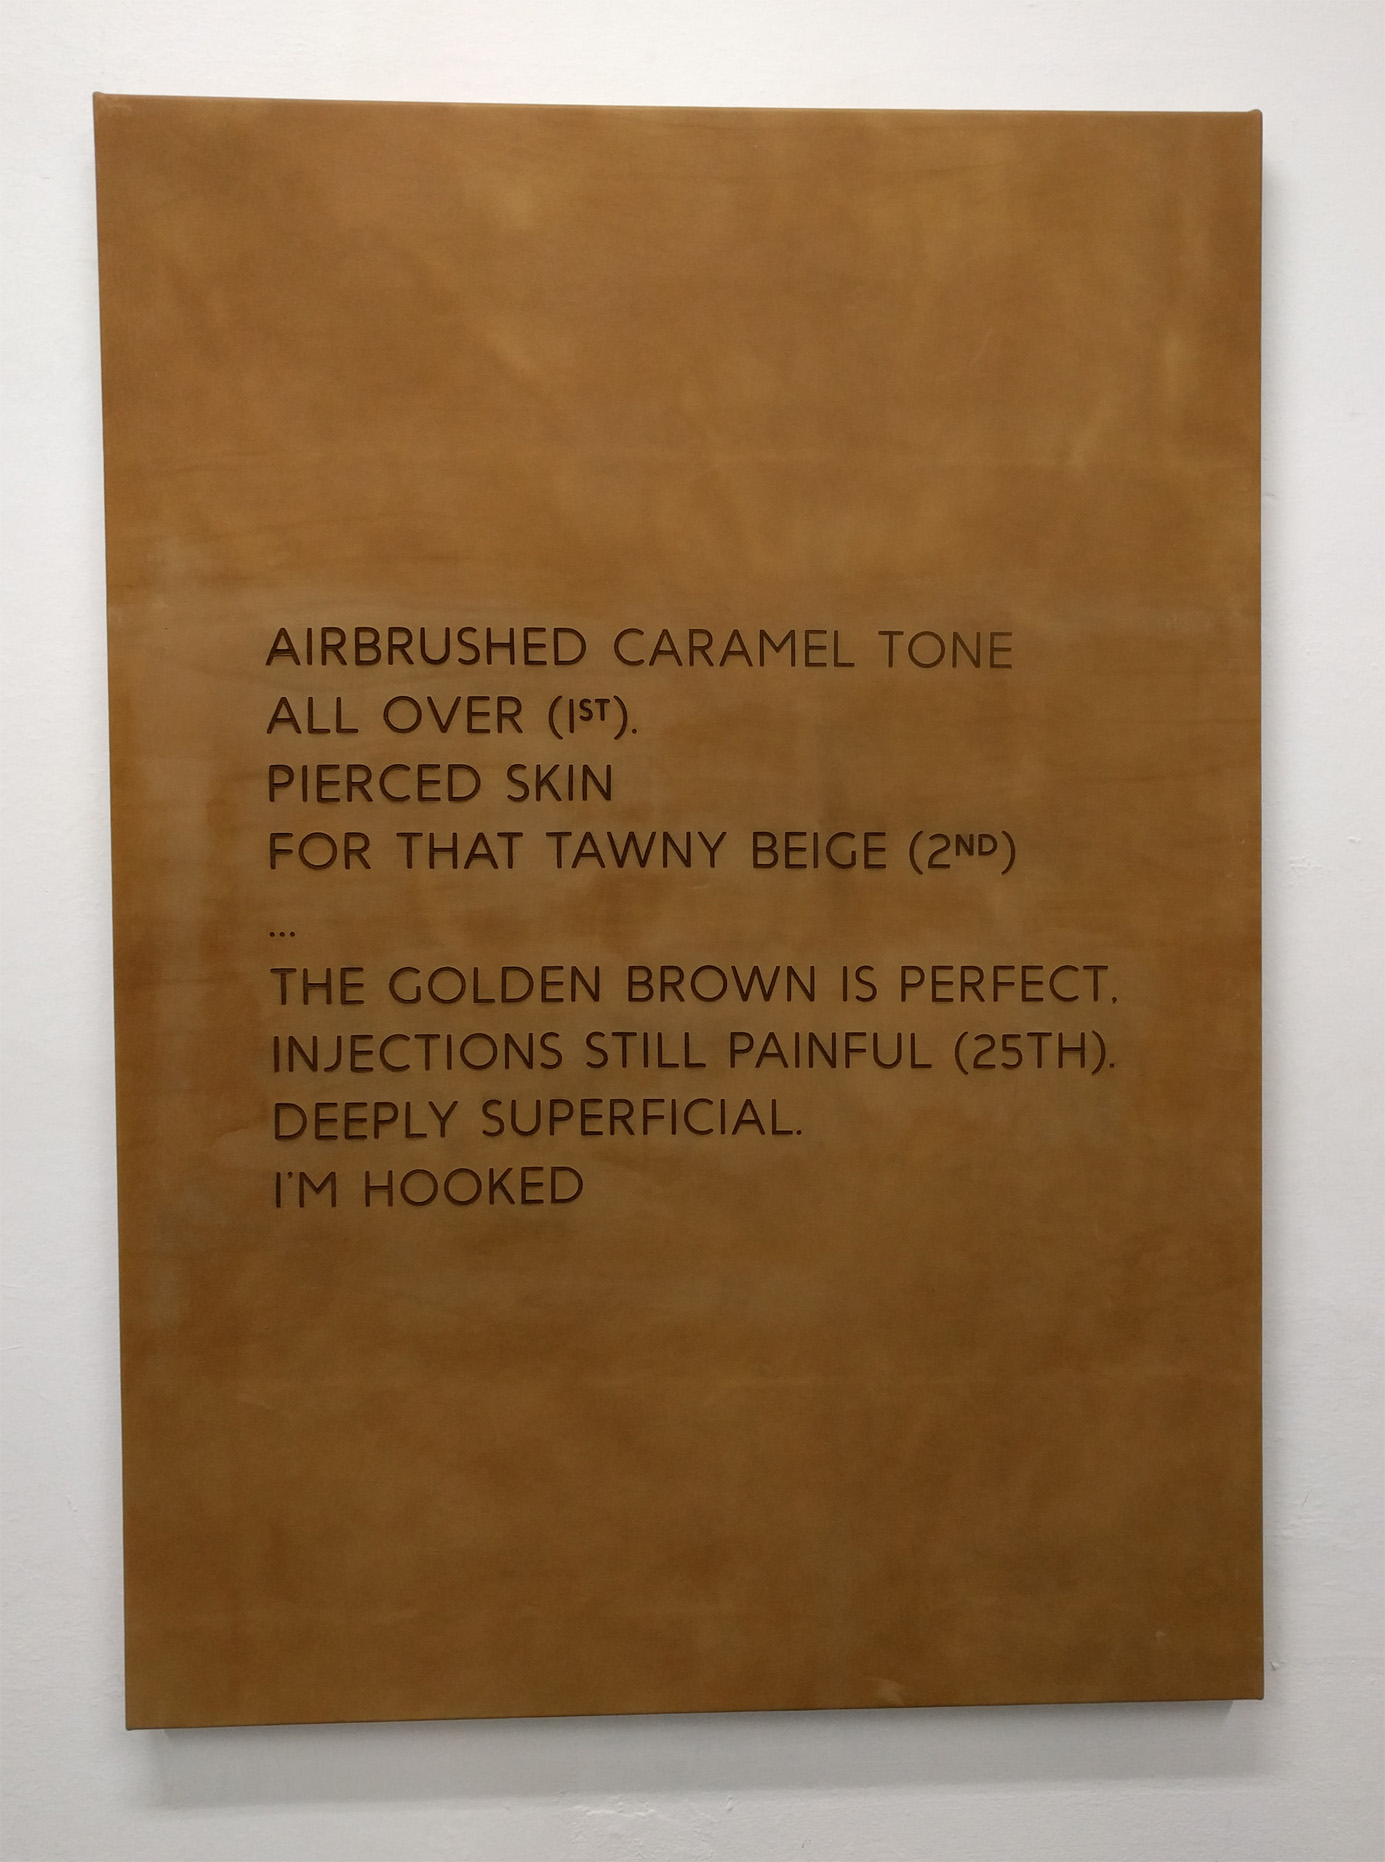 AIRBRUSHED CARAMEL TONE
ALL OVER (1ST).
PIERCED SKIN
FOR THAT TAWNY BEIGE (2ND)
...
THE GOLDEN BROWN IS PERFECT.
INJECTIONS STILL PAINFUL (25TH).
DEEPLY SUPERFICIAL.
I'M HOOKED